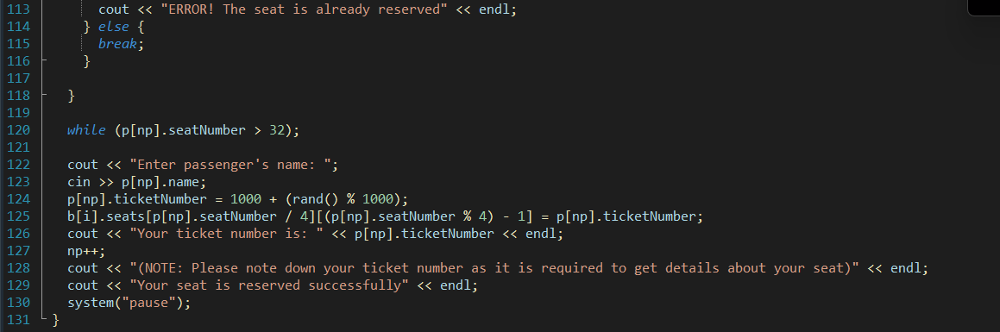 113 cout << "ERROR! The seat is already reserved" << endl;
114 } else {
115 break;
116 }
117
118 }
119
120 while (p[np].seatNumber > 32);
121
122 cout << "Enter passenger's name: ";
123 cin >> p[np].name;
124 p[np].ticketNumber = 1000 + (rand() % 1000);
125 b[i].seats[p[np].seatNumber / 4][(p[np].seatNumber % 4) - 1] = p[np].ticketNumber;
126 cout << "Your ticket number is: " << p[np].ticketNumber << endl;
127 np++;
128 cout << "(NOTE: Please note down your ticket number as it is required to get details about your seat)" << endl;
129 cout << "Your seat is reserved successfully" << endl;
130 system("pause");
131 }